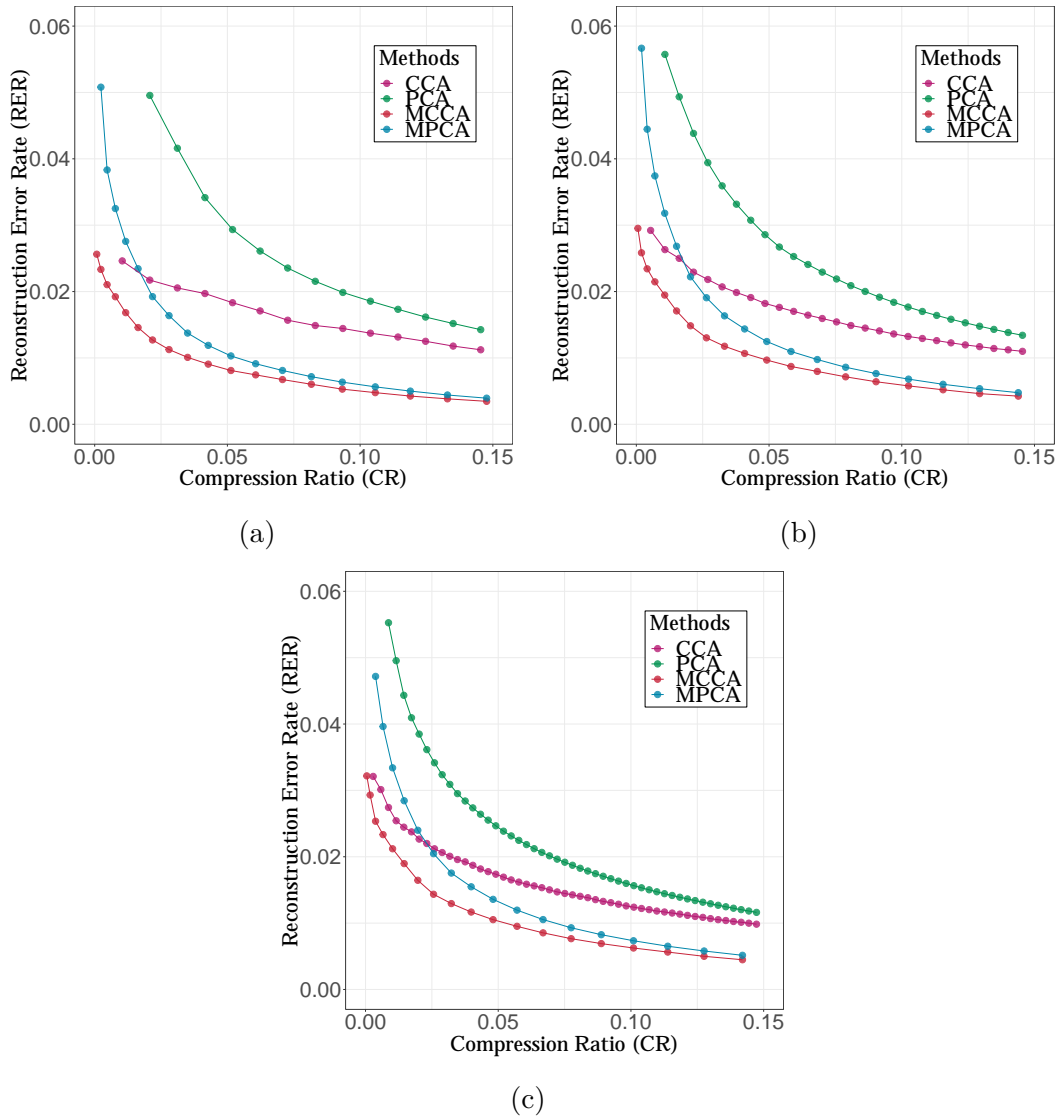 0.06
0.04
0.02
0.00
Reconstruction Error Rate (RER)
Methods
CCA
PCA
MCCA
MPCA
0.00 0.05 0.10 0.15
Compression Ratio (CR)
(a)
0.06
0.04
0.02
0.00
Reconstruction Error Rate (RER)
Methods
CCA
PCA
MCCA
MPCA
0.00 0.05 0.10 0.15
Compression Ratio (CR)
(b)
0.06
0.04
0.02
0.00
Reconstruction Error Rate (RER)
Methods
CCA
PCA
MCCA
MPCA
0.00 0.05 0.10 0.15
Compression Ratio (CR)
(c)